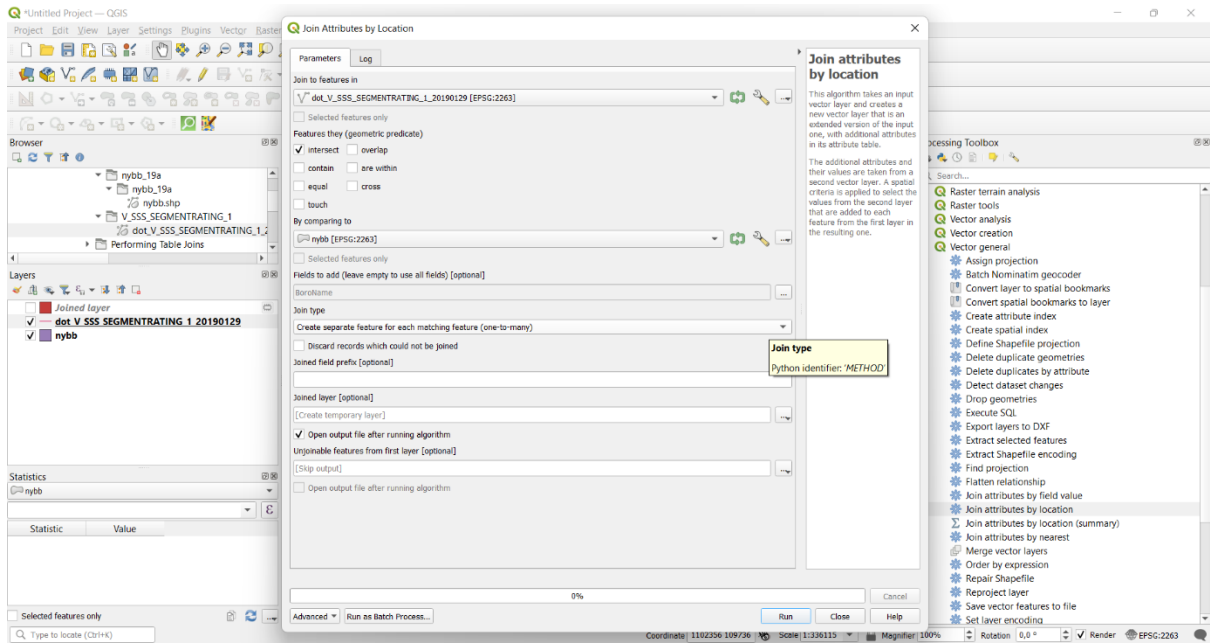 *Untitled Project — QGIS
Project Edit View Layer Settings Plugins Vector Raster
Browser
nybb_19a
nybb_19a
nybb.shp
V_SSS_SEGMENTRATING_1
dot_V_SSS_SEGMENTRATING_1_2
Performing Table Joins
Layers
Joined layer
dot_V_SSS_SEGMENTRATING_1_20190129
nybb
Statistics
nybb
ε
Statistic Value
Selected features only
Type to locate (Ctrl+K)
Join Attributes by Location
Parameters Log
Join to features in
dot_V_SSS_SEGMENTRATING_1_20190129 [EPSG:2263]
Selected features only
Features they (geometric predicate)
intersect overlap
contain are within
equal cross
touch
By comparing to
nybb [EPSG:2263]
Selected features only
Fields to add (leave empty to use all fields) [optional]
BoroName
Join type
Create separate feature for each matching feature (one-to-many)
Discard records which could not be joined
Joined field prefix [optional]
Joined layer [optional]
[Create temporary layer]
Open output file after running algorithm
Unjoinable features from first layer [optional]
[Skip output]
Open output file after running algorithm
0%
Cancel
Advanced Run as Batch Process...
Run Close Help
Join type
Python identifier: 'METHOD'
Join attributes
by location
This algorithm takes an input
vector layer and creates a
new vector layer that is an
extended version of the input
one, with additional attributes
in its attribute table.
The additional attributes and
their values are taken from a
second vector layer. A spatial
criteria is applied to select the
values from the second layer
that are added to each
feature from the first layer in
the resulting one.
ocessing Toolbox
Search...
Raster terrain analysis
Raster tools
Vector analysis
Vector creation
Vector general
Assign projection
Batch Nominatim geocoder
Convert layer to spatial bookmarks
Convert spatial bookmarks to layer
Create attribute index
Create spatial index
Define Shapefile projection
Delete duplicate geometries
Delete duplicates by attribute
Detect dataset changes
Drop geometries
Execute SQL
Export layers to DXF
Extract selected features
Extract Shapefile encoding
Find projection
Flatten relationship
Join attributes by field value
Join attributes by location
Join attributes by location (summary)
Join attributes by nearest
Merge vector layers
Order by expression
Repair Shapefile
Reproject layer
Save vector features to file
Set layer encoding
Coordinate 1102356 109736 Scale 1:336115 Magnifier 100% Rotation 0,0 ° Render EPSG:2263